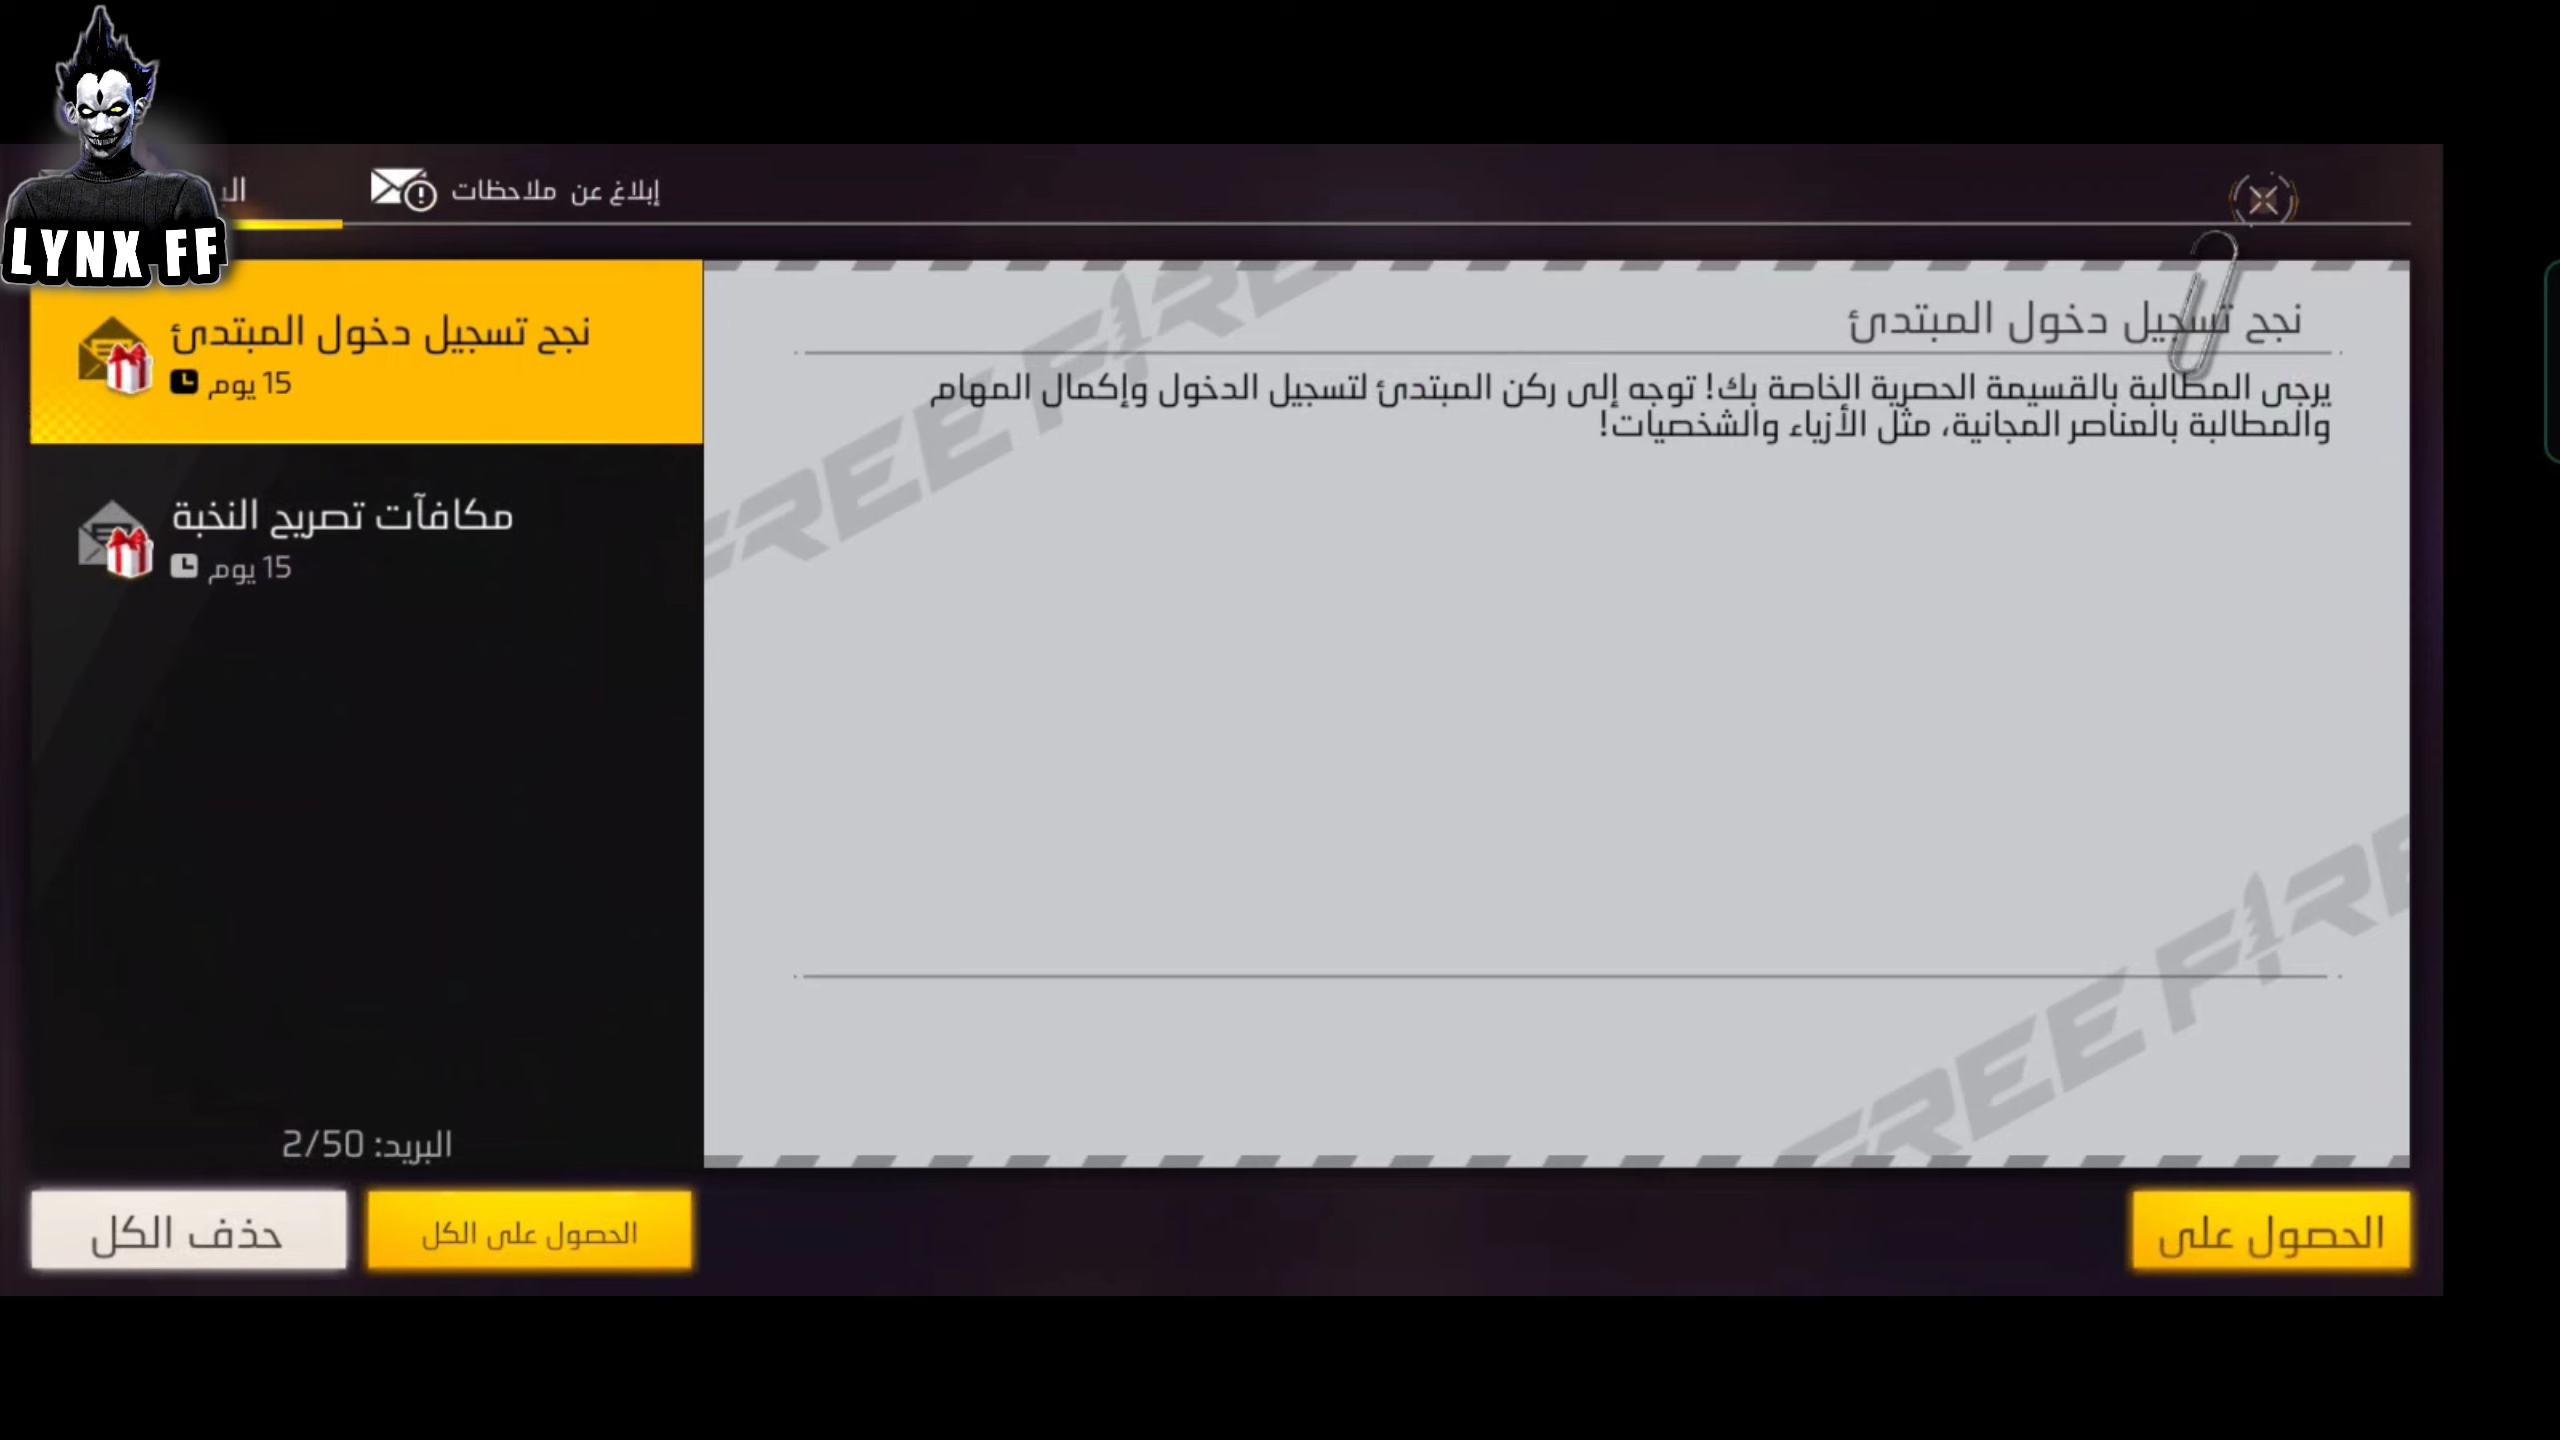 LYNX FF
إبلاغ عن ملاحظات
نجح تسجيل دخول المبتدئ
15 يوم
مكافآت تصريح النخبة
15 يوم
البريد: 2/50
حذف الكل
الحصول على الكل
نجح تسجيل دخول المبتدئ
يرجى المطالبة بالقسيمة الحصرية الخاصة بك! توجه إلى ركن المبتدئ لتسجيل الدخول وإكمال المهام
والمطالبة بالعناصر المجانية، مثل الأزياء والشخصيات!
FREE FIRE
FREE FIRE
الحصول على